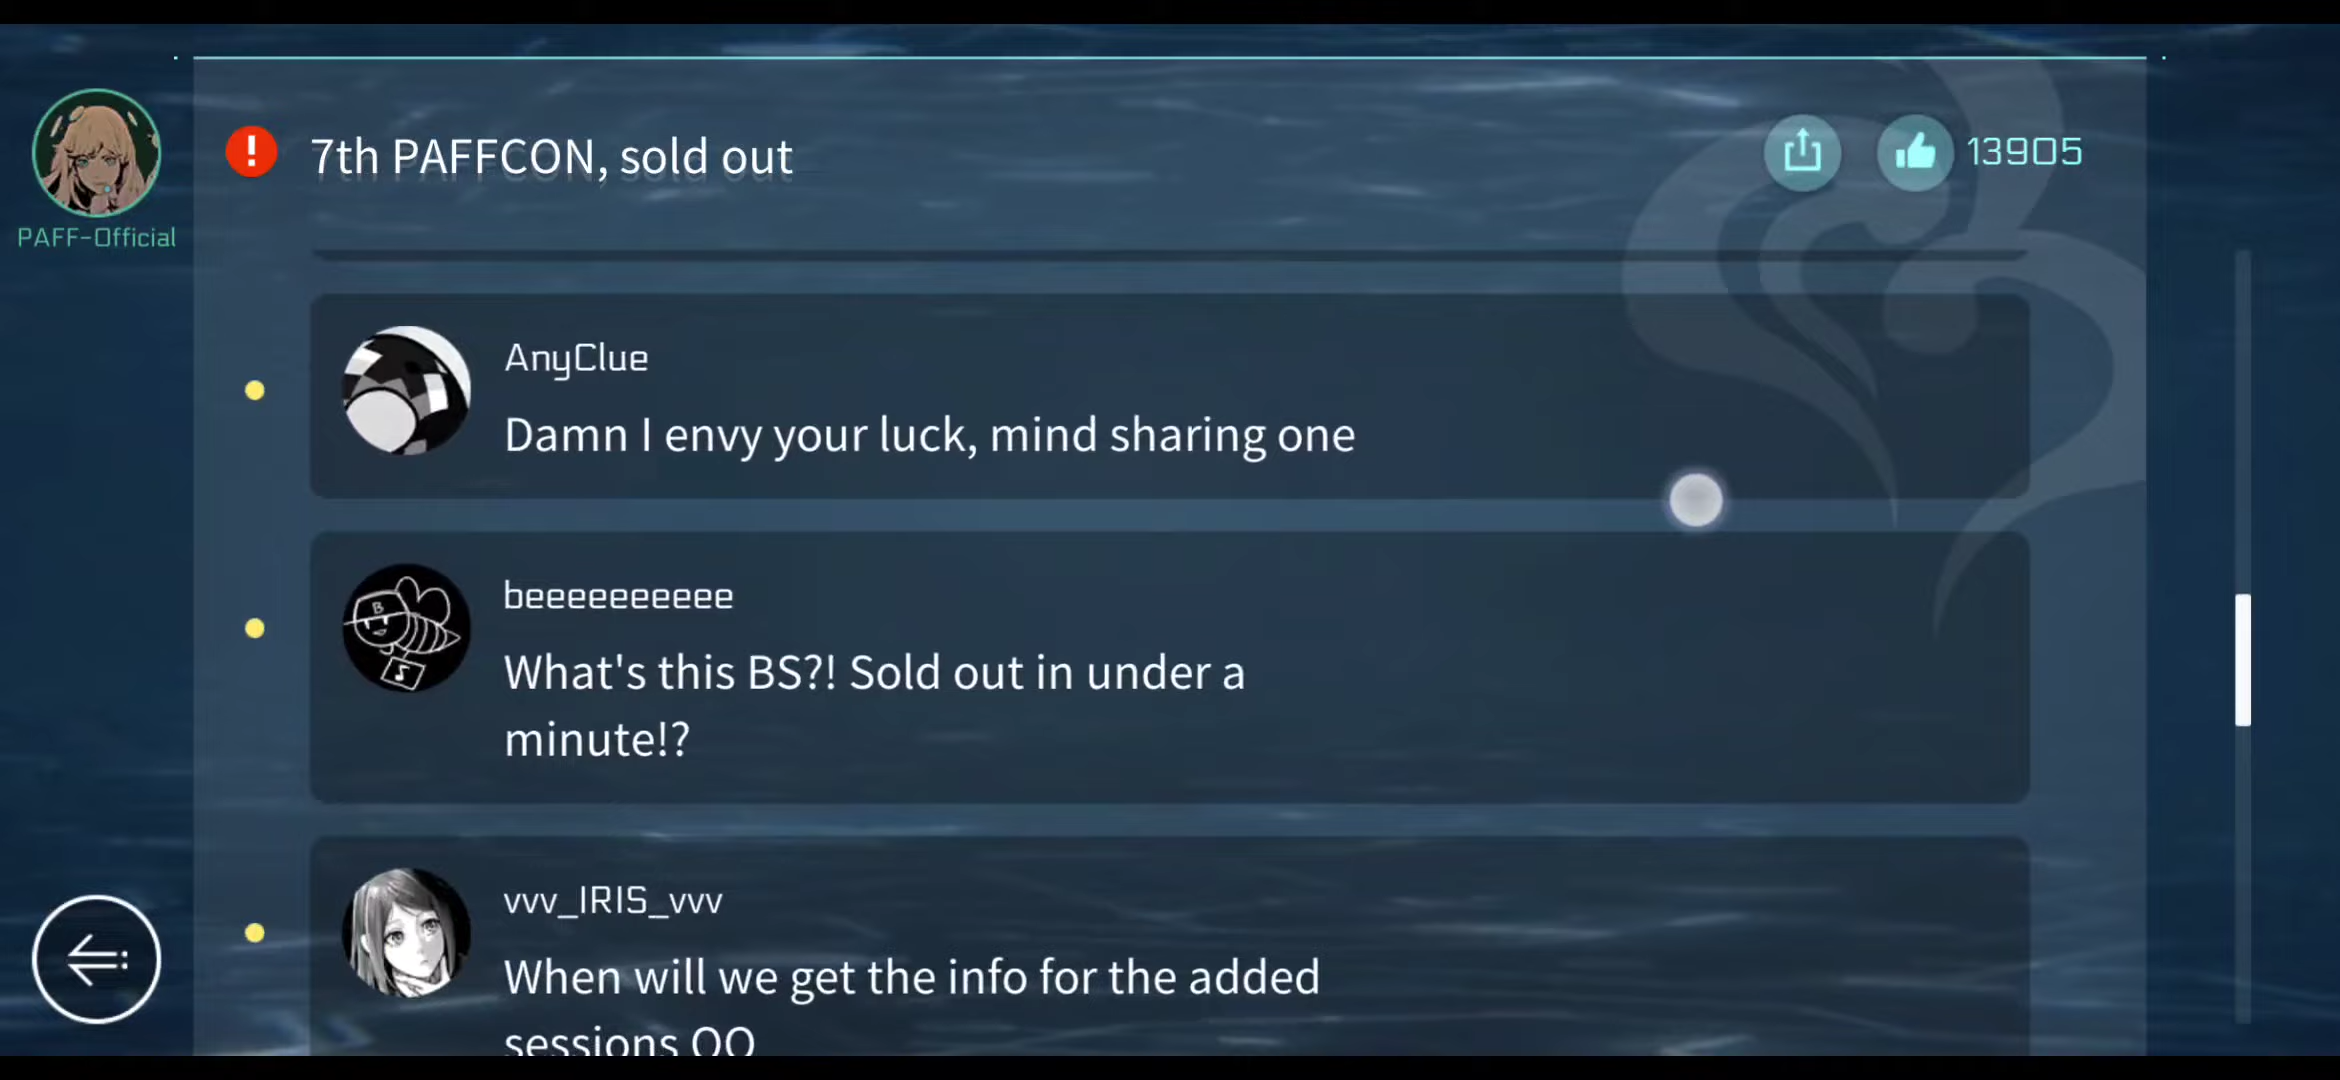 7th PAFFCON, sold out
13905
PAFF-Official
AnyClue
Damn I envy your luck, mind sharing one
beeeeeeeeee
What's this BS?! Sold out in under a
minute!?
vvv_IRIS_vvv
When will we get the info for the added
sessions QQ